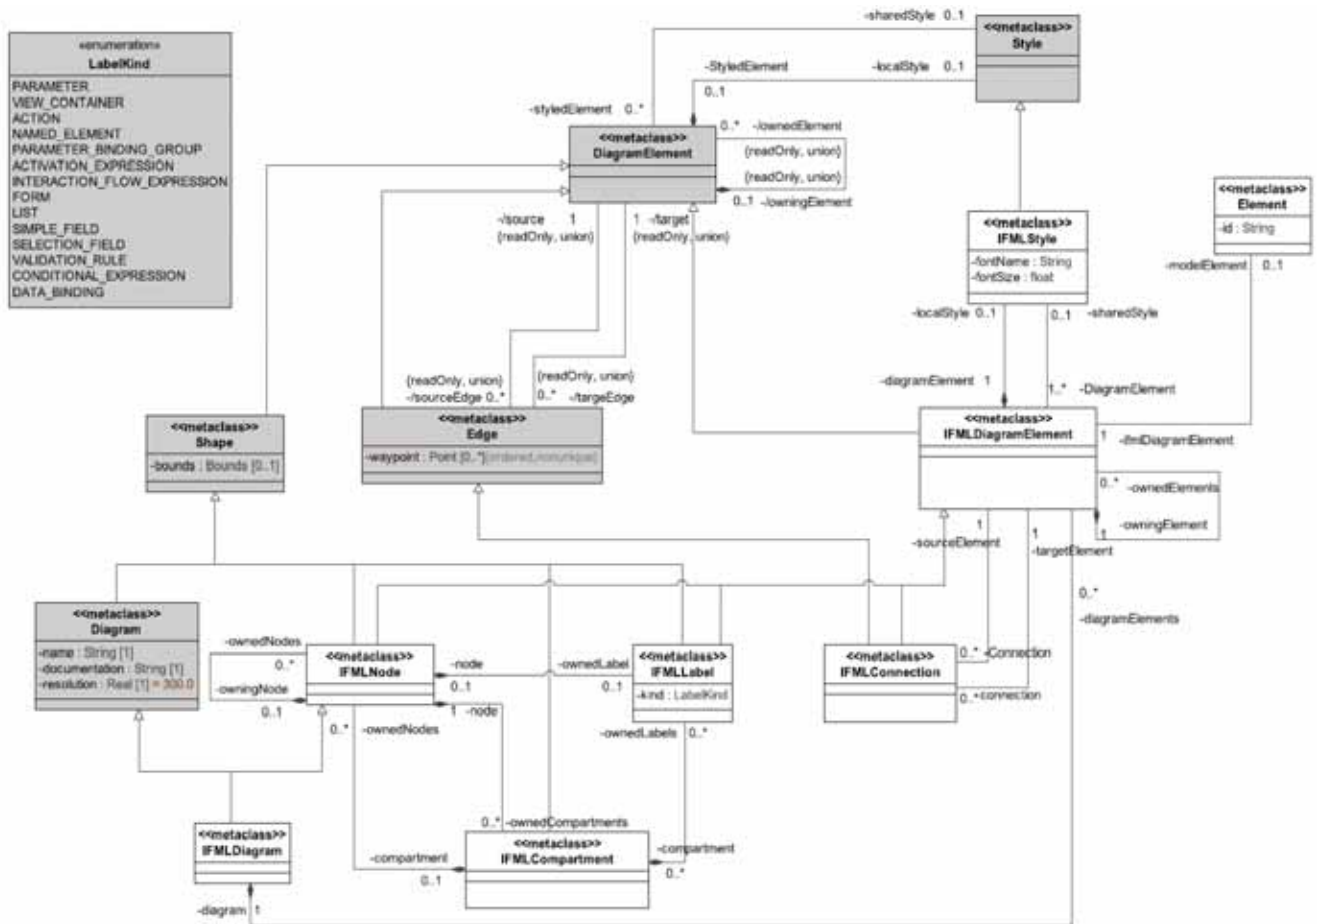 «enumeration»
LabelKind
PARAMETER
VIEW_CONTAINER
ACTION
NAMED_ELEMENT
PARAMETER_BINDING_GROUP
ACTIVATION_EXPRESSION
INTERACTION_FLOW_EXPRESSION
FORM
LIST
SIMPLE_FIELD
SELECTION_FIELD
VALIDATION_RULE
CONDITIONAL_EXPRESSION
DATA_BINDING
-sharedStyle 0..1
<<metaclass>>
Style
-StyledElement
0..1
-localStyle 0..1
-styledElement 0..*
<<metaclass>>
DiagramElement
0..* -/ownedElement
{readOnly, union}
{readOnly, union}
0..1 -/owningElement
-/source 1
{readOnly, union}
1 -/target
{readOnly, union}
<<metaclass>>
IFMLStyle
-fontName : String
-fontSize : float
<<metaclass>>
Element
-id : String
-modelElement 0..1
-localStyle 0..1
0..1 -sharedStyle
-diagramElement 1
1..* -DiagramElement
{readOnly, union}
-/sourceEdge 0..*
{readOnly, union}
0..* -/targeEdge
<<metaclass>>
Shape
-bounds : Bounds [0..1]
<<metaclass>>
Edge
-waypoint : Point [0..*]{ordered,nonunique}
<<metaclass>>
IFMLDiagramElement
1
-ifmlDiagramElement
0..*
-ownedElements
-owningElement
1
1
-sourceElement
1
-targetElement
0..*
-diagramElements
<<metaclass>>
Diagram
-name : String [1]
-documentation : String [1]
-resolution : Real [1] = 300.0
-ownedNodes
0..*
-owningNode
0..1
<<metaclass>>
IFMLNode
-node
0..1
-ownedLabel
0..1
<<metaclass>>
IFMLLabel
-kind : LabelKind
<<metaclass>>
IFMLConnection
0..* -Connection
0..* -connection
1 -node
0..* -ownedNodes
-ownedLabels 0..*
<<metaclass>>
IFMLDiagram
0..* -ownedCompartments
<<metaclass>>
IFMLCompartment
-compartment
0..1
-compartment
0..*
-diagram 1